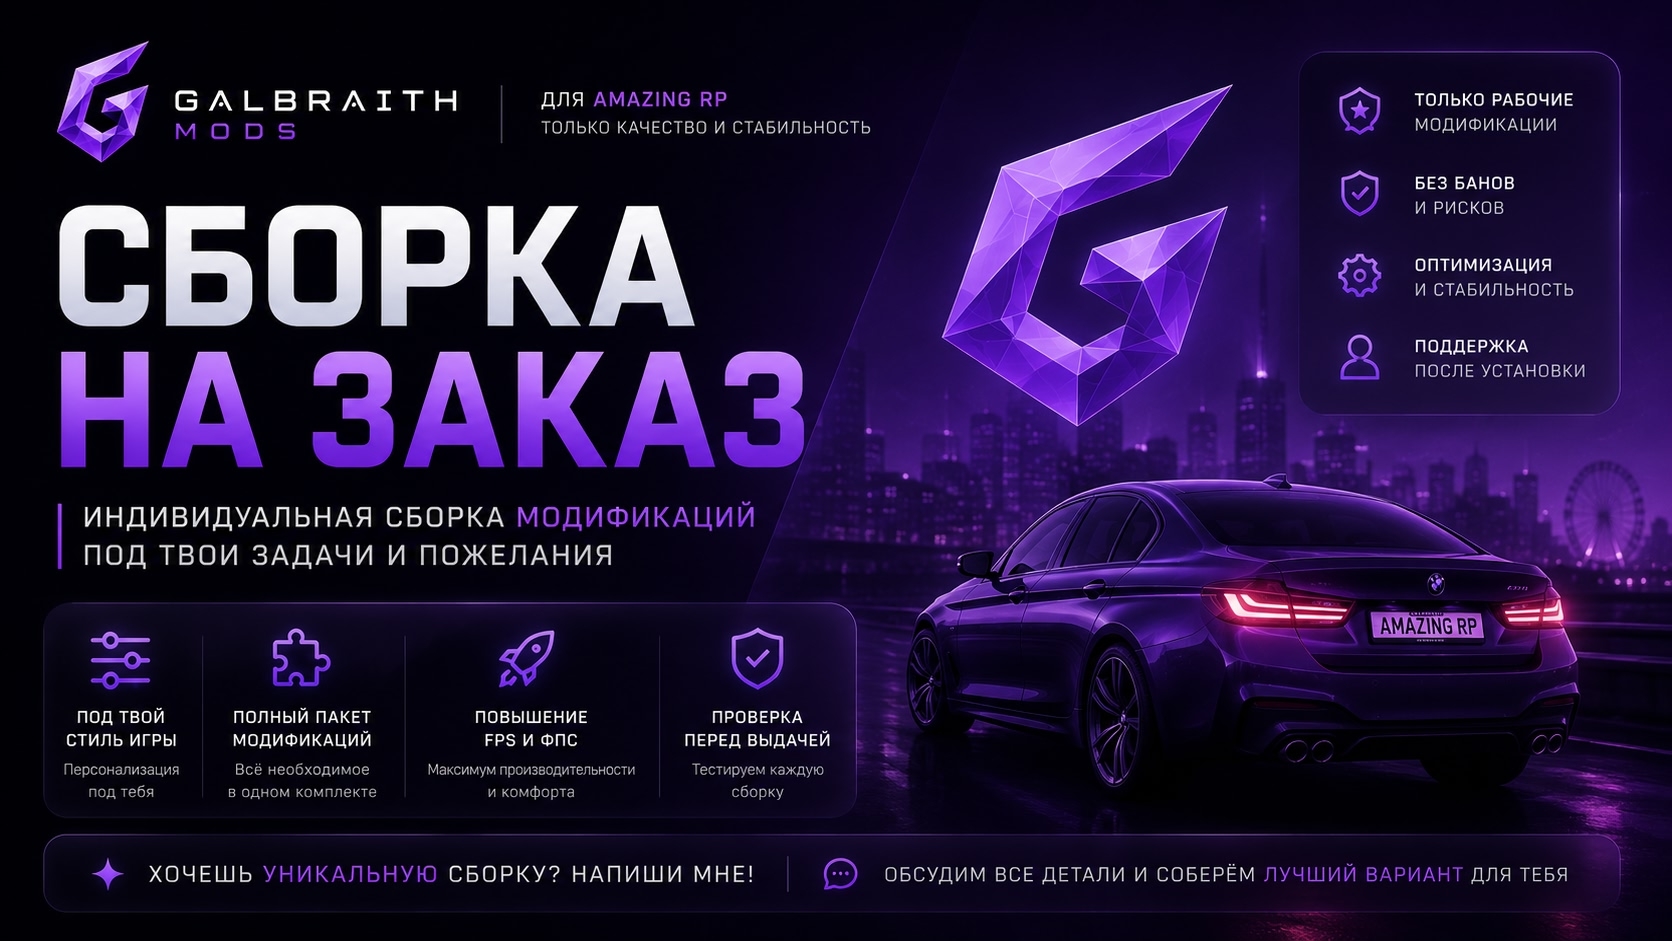 GALBRAITH
MODS
ДЛЯ AMAZING RP
ТОЛЬКО КАЧЕСТВО И СТАБИЛЬНОСТЬ
СБОРКА
НА ЗАКАЗ
ИНДИВИДУАЛЬНАЯ СБОРКА МОДИФИКАЦИЙ
ПОД ТВОИ ЗАДАЧИ И ПОЖЕЛАНИЯ
ТОЛЬКО РАБОЧИЕ
МОДИФИКАЦИИ
БЕЗ БАНОВ
И РИСКОВ
ОПТИМИЗАЦИЯ
И СТАБИЛЬНОСТЬ
ПОДДЕРЖКА
ПОСЛЕ УСТАНОВКИ
AMAZING RP
ПОД ТВОЙ
СТИЛЬ ИГРЫ
Персонализация
под тебя
ПОЛНЫЙ ПАКЕТ
МОДИФИКАЦИЙ
Всё необходимое
в одном комплекте
ПОВЫШЕНИЕ
FPS И ФПС
Максимум производительности
и комфорта
ПРОВЕРКА
ПЕРЕД ВЫДАЧЕЙ
Тестируем каждую
сборку
ХОЧЕШЬ УНИКАЛЬНУЮ СБОРКУ? НАПИШИ МНЕ!
ОБСУДИМ ВСЕ ДЕТАЛИ И СОБЕРЁМ ЛУЧШИЙ ВАРИАНТ ДЛЯ ТЕБЯ